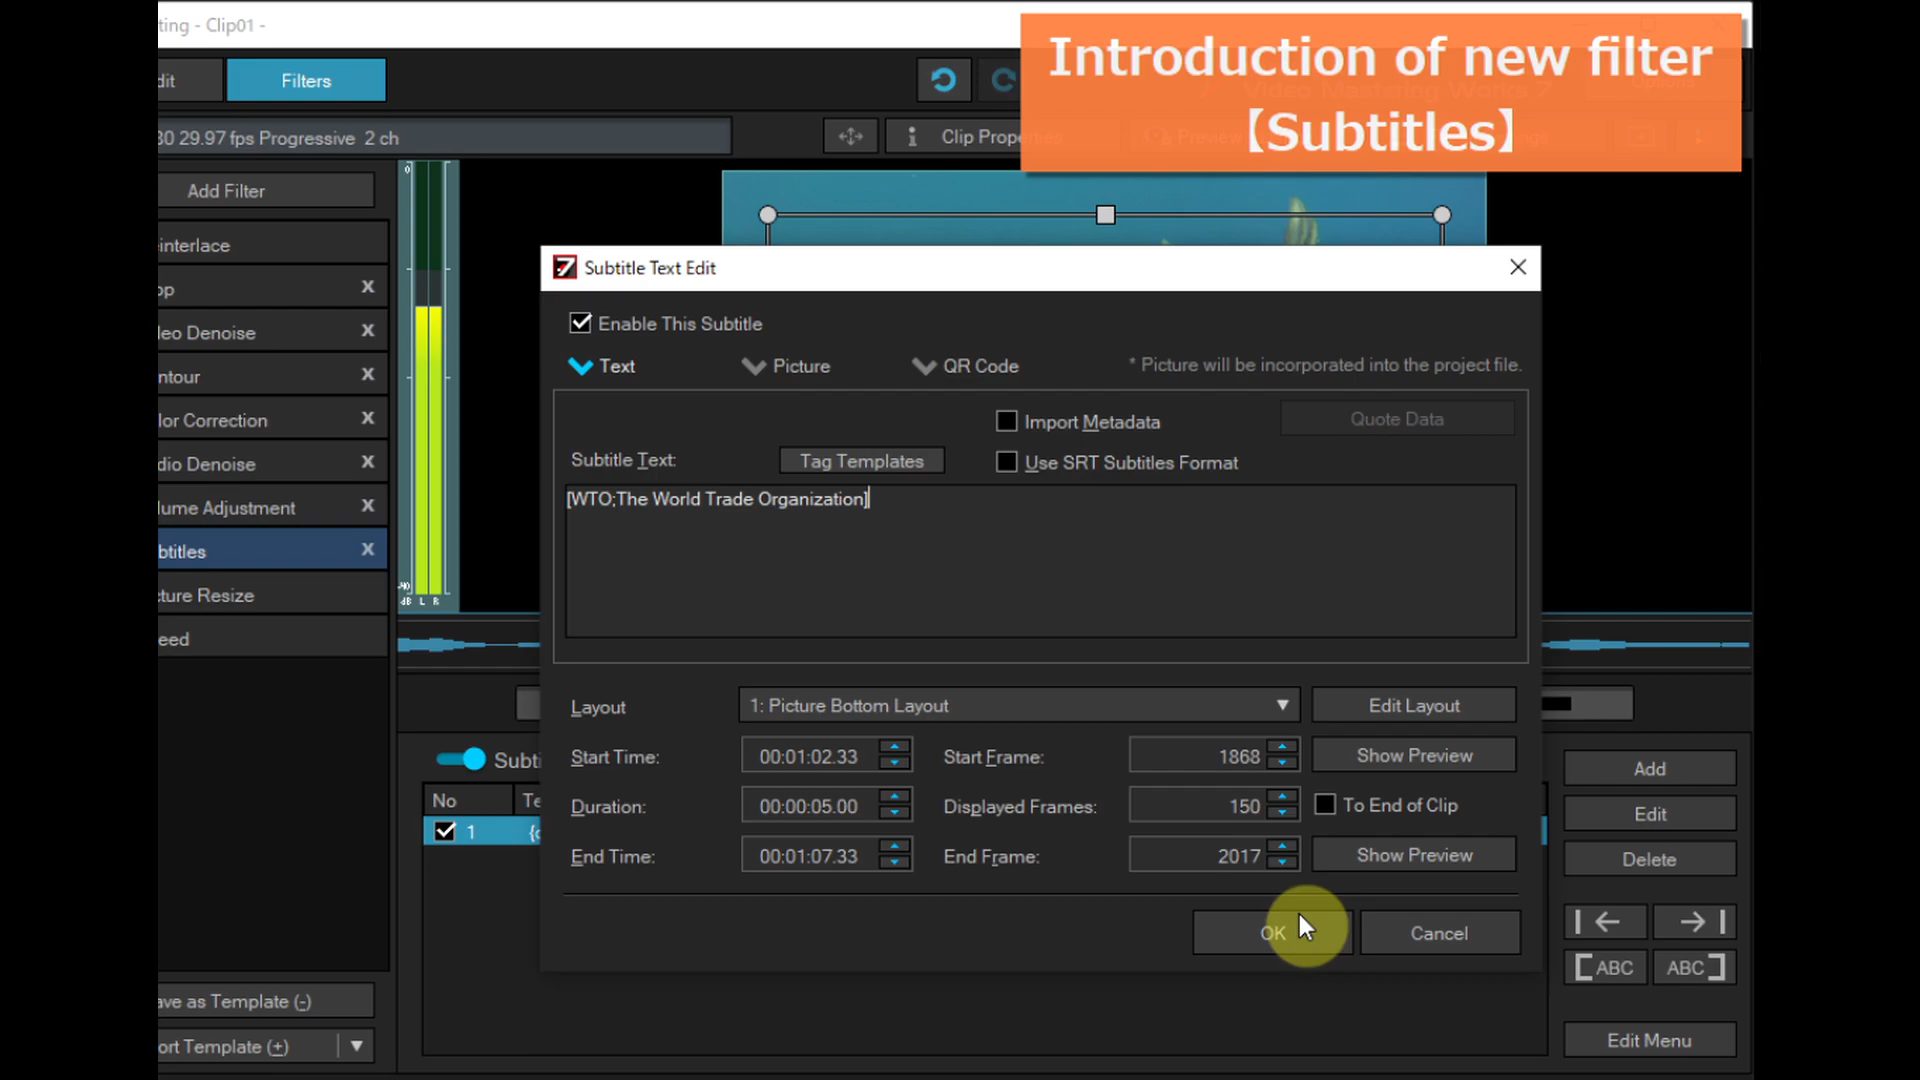 ting - Clip01 -
Introduction of new filter
【Subtitles】
dit
Filters
30 29.97 fps Progressive 2 ch
Clip Prope
Add Filter
interlace
op
X
leo Denoise
X
ntour
X
lor Correction
X
dio Denoise
X
lume Adjustment
X
btitles
X
cture Resize
eed
0
dB L R
Subtitle Text Edit
Enable This Subtitle
Text
Picture
QR Code
* Picture will be incorporated into the project file.
Import Metadata
Quote Data
Subtitle Text:
Tag Templates
Use SRT Subtitles Format
[WTO;The World Trade Organization]
Layout
1: Picture Bottom Layout
Edit Layout
Start Time:
00:01:02.33
Start Frame:
1868
Show Preview
Duration:
00:00:05.00
Displayed Frames:
150
To End of Clip
End Time:
00:01:07.33
End Frame:
2017
Show Preview
OK
Cancel
Subti
No
Te
1
Add
Edit
Delete
ABC
ABC
Edit Menu
ave as Template (-)
ort Template (+)